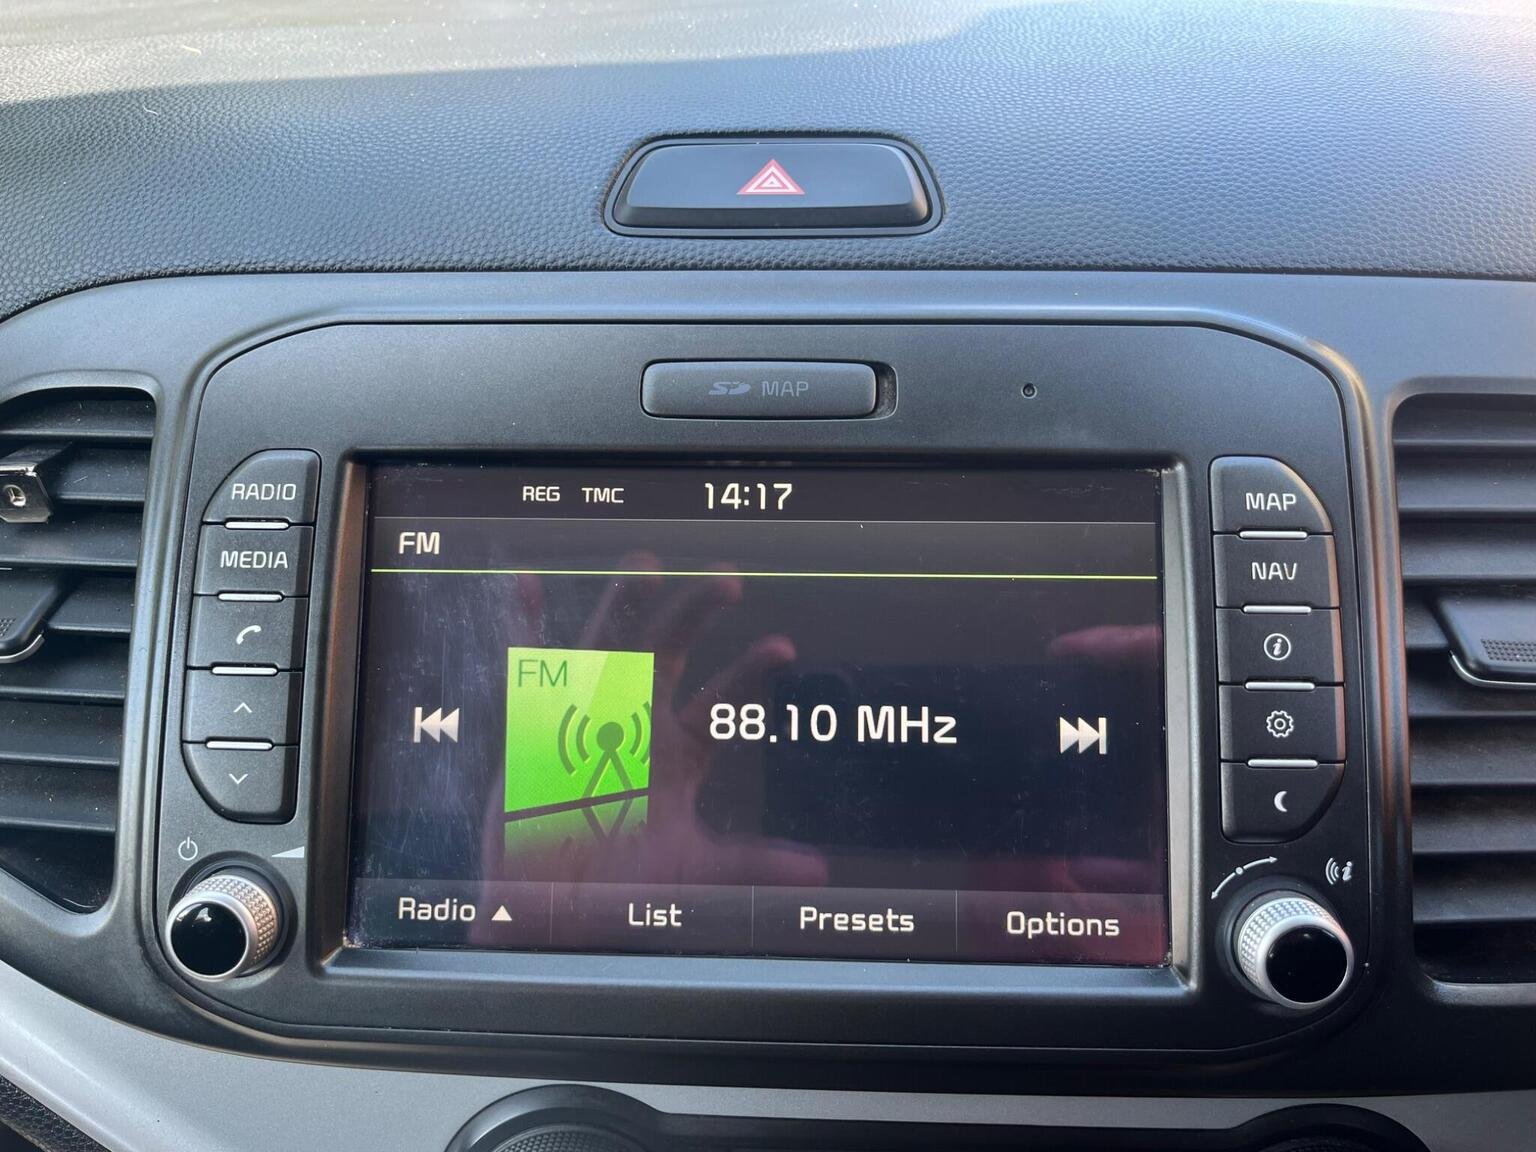 SD MAP
RADIO
MEDIA
REG TMC 14:17
FM
FM
88.10 MHz
Radio ▲ List Presets Options
MAP
NAV
i
i